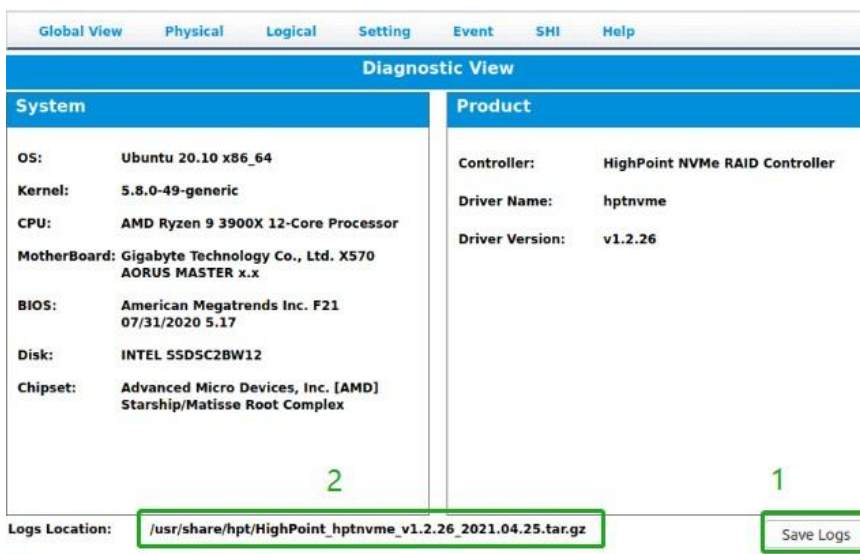 Global View Physical Logical Setting Event SHI Help
Diagnostic View
System
OS: Ubuntu 20.10 x86_64
Kernel: 5.8.0-49-generic
CPU: AMD Ryzen 9 3900X 12-Core Processor
MotherBoard: Gigabyte Technology Co., Ltd. X570
AORUS MASTER x.x
BIOS: American Megatrends Inc. F21
07/31/2020 5.17
Disk: INTEL SSDSC2BW12
Chipset: Advanced Micro Devices, Inc. [AMD]
Starship/Matisse Root Complex
Product
Controller: HighPoint NVMe RAID Controller
Driver Name: hptnvme
Driver Version: v1.2.26
2
1
Logs Location: /usr/share/hpt/HighPoint_hptnvme_v1.2.26_2021.04.25.tar.gz
Save Logs